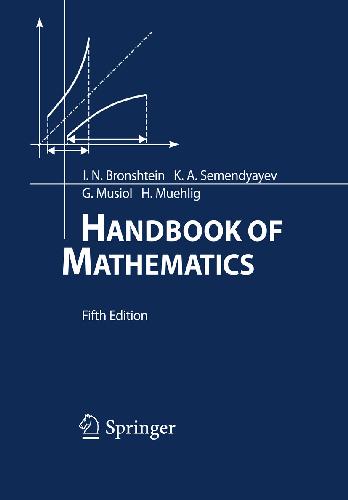 I. N. Bronshtein K. A. Semendyayev
G. Musiol H. Muehlig
HANDBOOK OF
MATHEMATICS
Fifth Edition
Springer